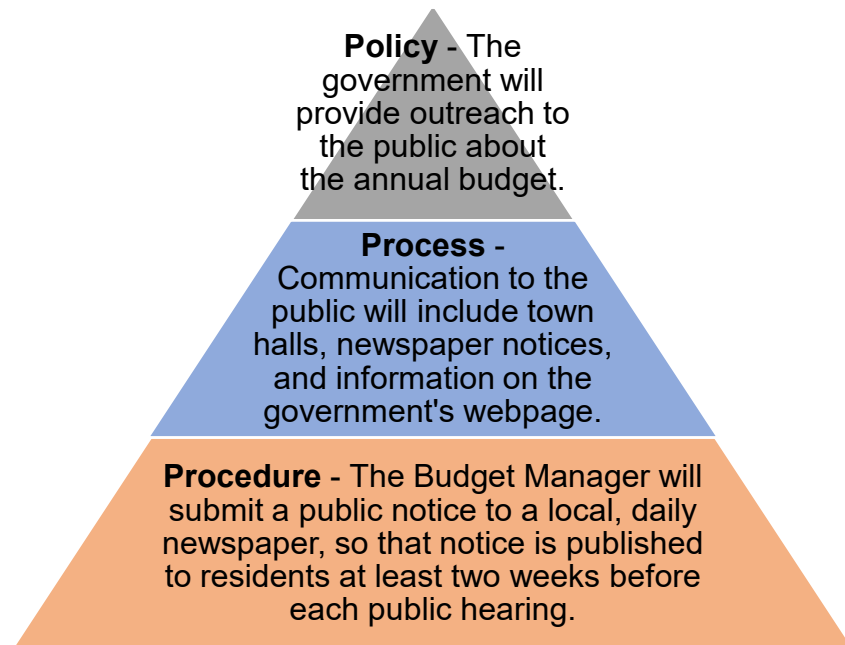 Policy - The
government will
provide outreach to
the public about
the annual budget.
Process -
Communication to the
public will include town
halls, newspaper notices,
and information on the
government's webpage.
Procedure - The Budget Manager will
submit a public notice to a local, daily
newspaper, so that notice is published
to residents at least two weeks before
each public hearing.